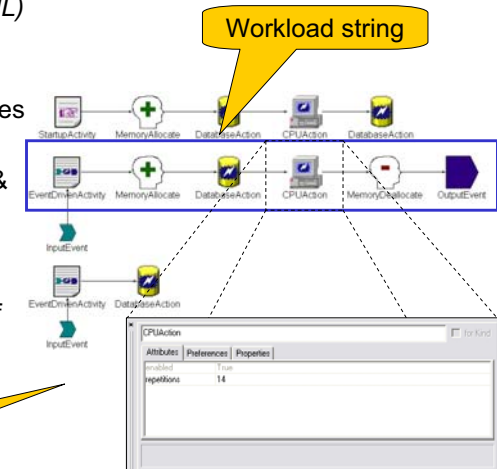 L)
Workload string
es
StartupActivity MemoryAllocate DatabaseAction CPUAction DatabaseAction
&
EventDrivenActivity MemoryAllocate DatabaseAction CPUAction MemoryDeallocate OutputEvent
InputEvent
EventDrivenActivity DatabaseAction
InputEvent
CPUAction
for kind
Attributes Preferences Properties
enabled True
repetitions 14